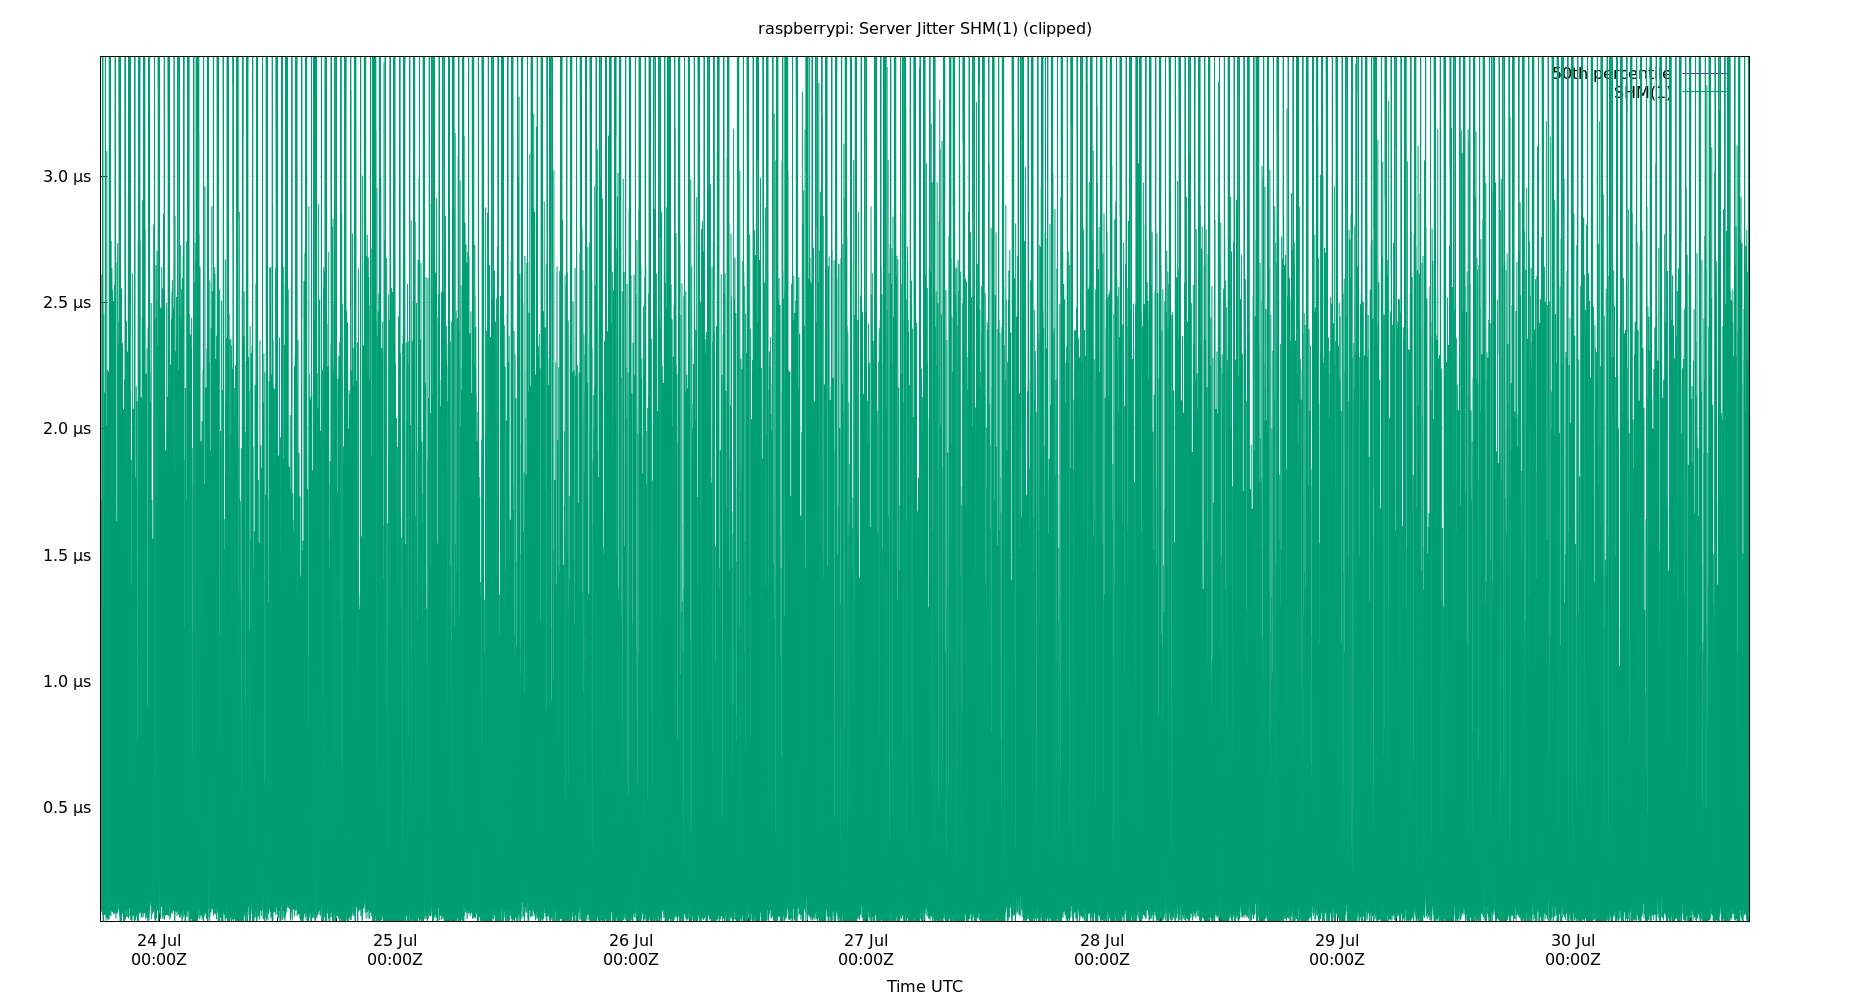 raspberrypi: Server Jitter SHM(1) (clipped)
50th percentile
SHM(1)
3.0 µs
2.5 µs
2.0 µs
1.5 µs
1.0 µs
0.5 µs
24 Jul 25 Jul 26 Jul 27 Jul 28 Jul 29 Jul 30 Jul
00:00Z 00:00Z 00:00Z 00:00Z 00:00Z 00:00Z 00:00Z
Time UTC